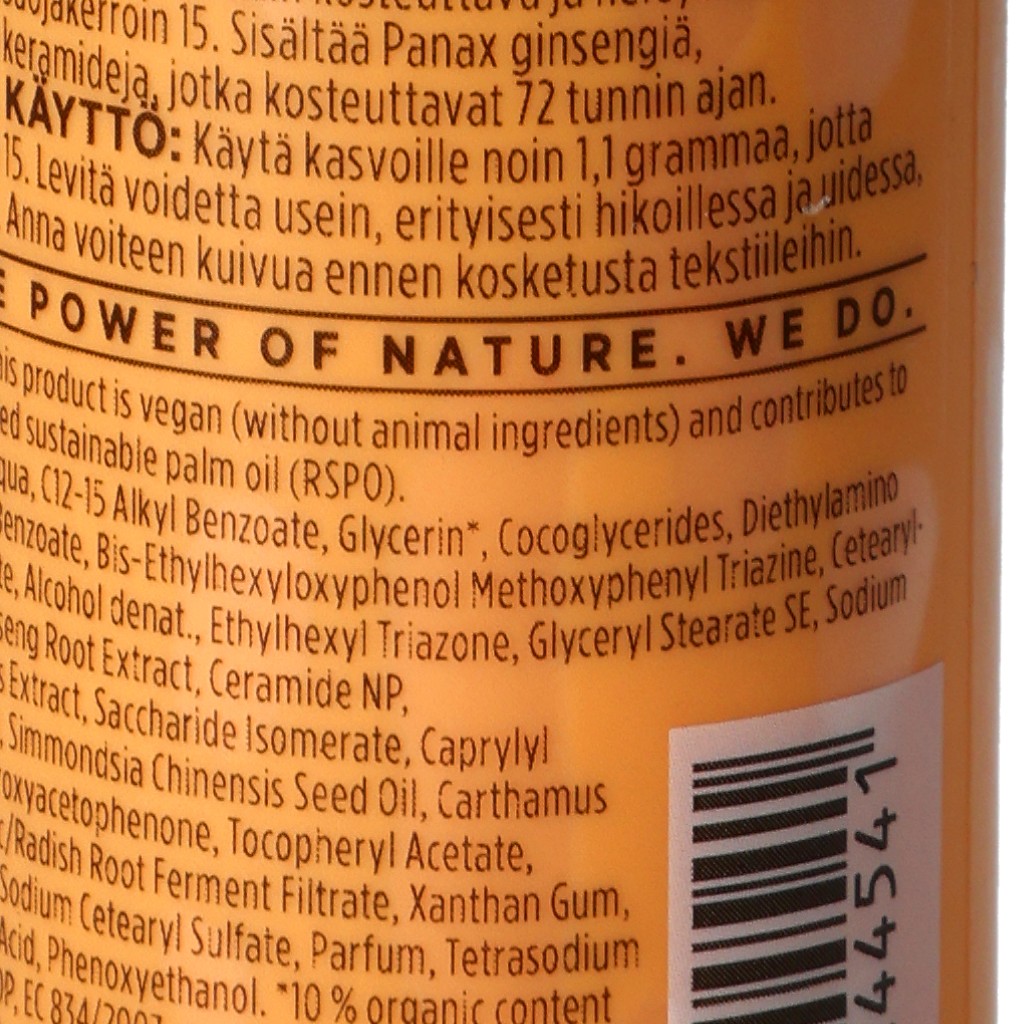 kerroin 15. Sisältää Panax ginsengiä,
keramideja, jotka kosteuttavat 72 tunnin ajan.
KÄYTTÖ: Käytä kasvoille noin 1,1 grammaa, jotta
15. Levitä voidetta usein, erityisesti hikoillessa ja uidessa,
Anna voiteen kuivua ennen kosketusta tekstiileihin.
POWER OF NATURE. WE DO.
his product is vegan (without animal ingredients) and contributes to
ed sustainable palm oil (RSPO).
qua, C12-15 Alkyl Benzoate, Glycerin*, Cocoglycerides, Diethylamino
Benzoate, Bis-Ethylhexyloxyphenol Methoxyphenyl Triazine, Cetearyl-
te, Alcohol denat., Ethylhexyl Triazone, Glyceryl Stearate SE, Sodium
seng Root Extract, Ceramide NP,
s Extract, Saccharide Isomerate, Caprylyl
, Simmondsia Chinensis Seed Oil, Carthamus
oxyacetophenone, Tocopheryl Acetate,
/Radish Root Ferment Filtrate, Xanthan Gum,
Sodium Cetearyl Sulfate, Parfum, Tetrasodium
Acid, Phenoxyethanol. *10 % organic content
EC 834/2007
44541